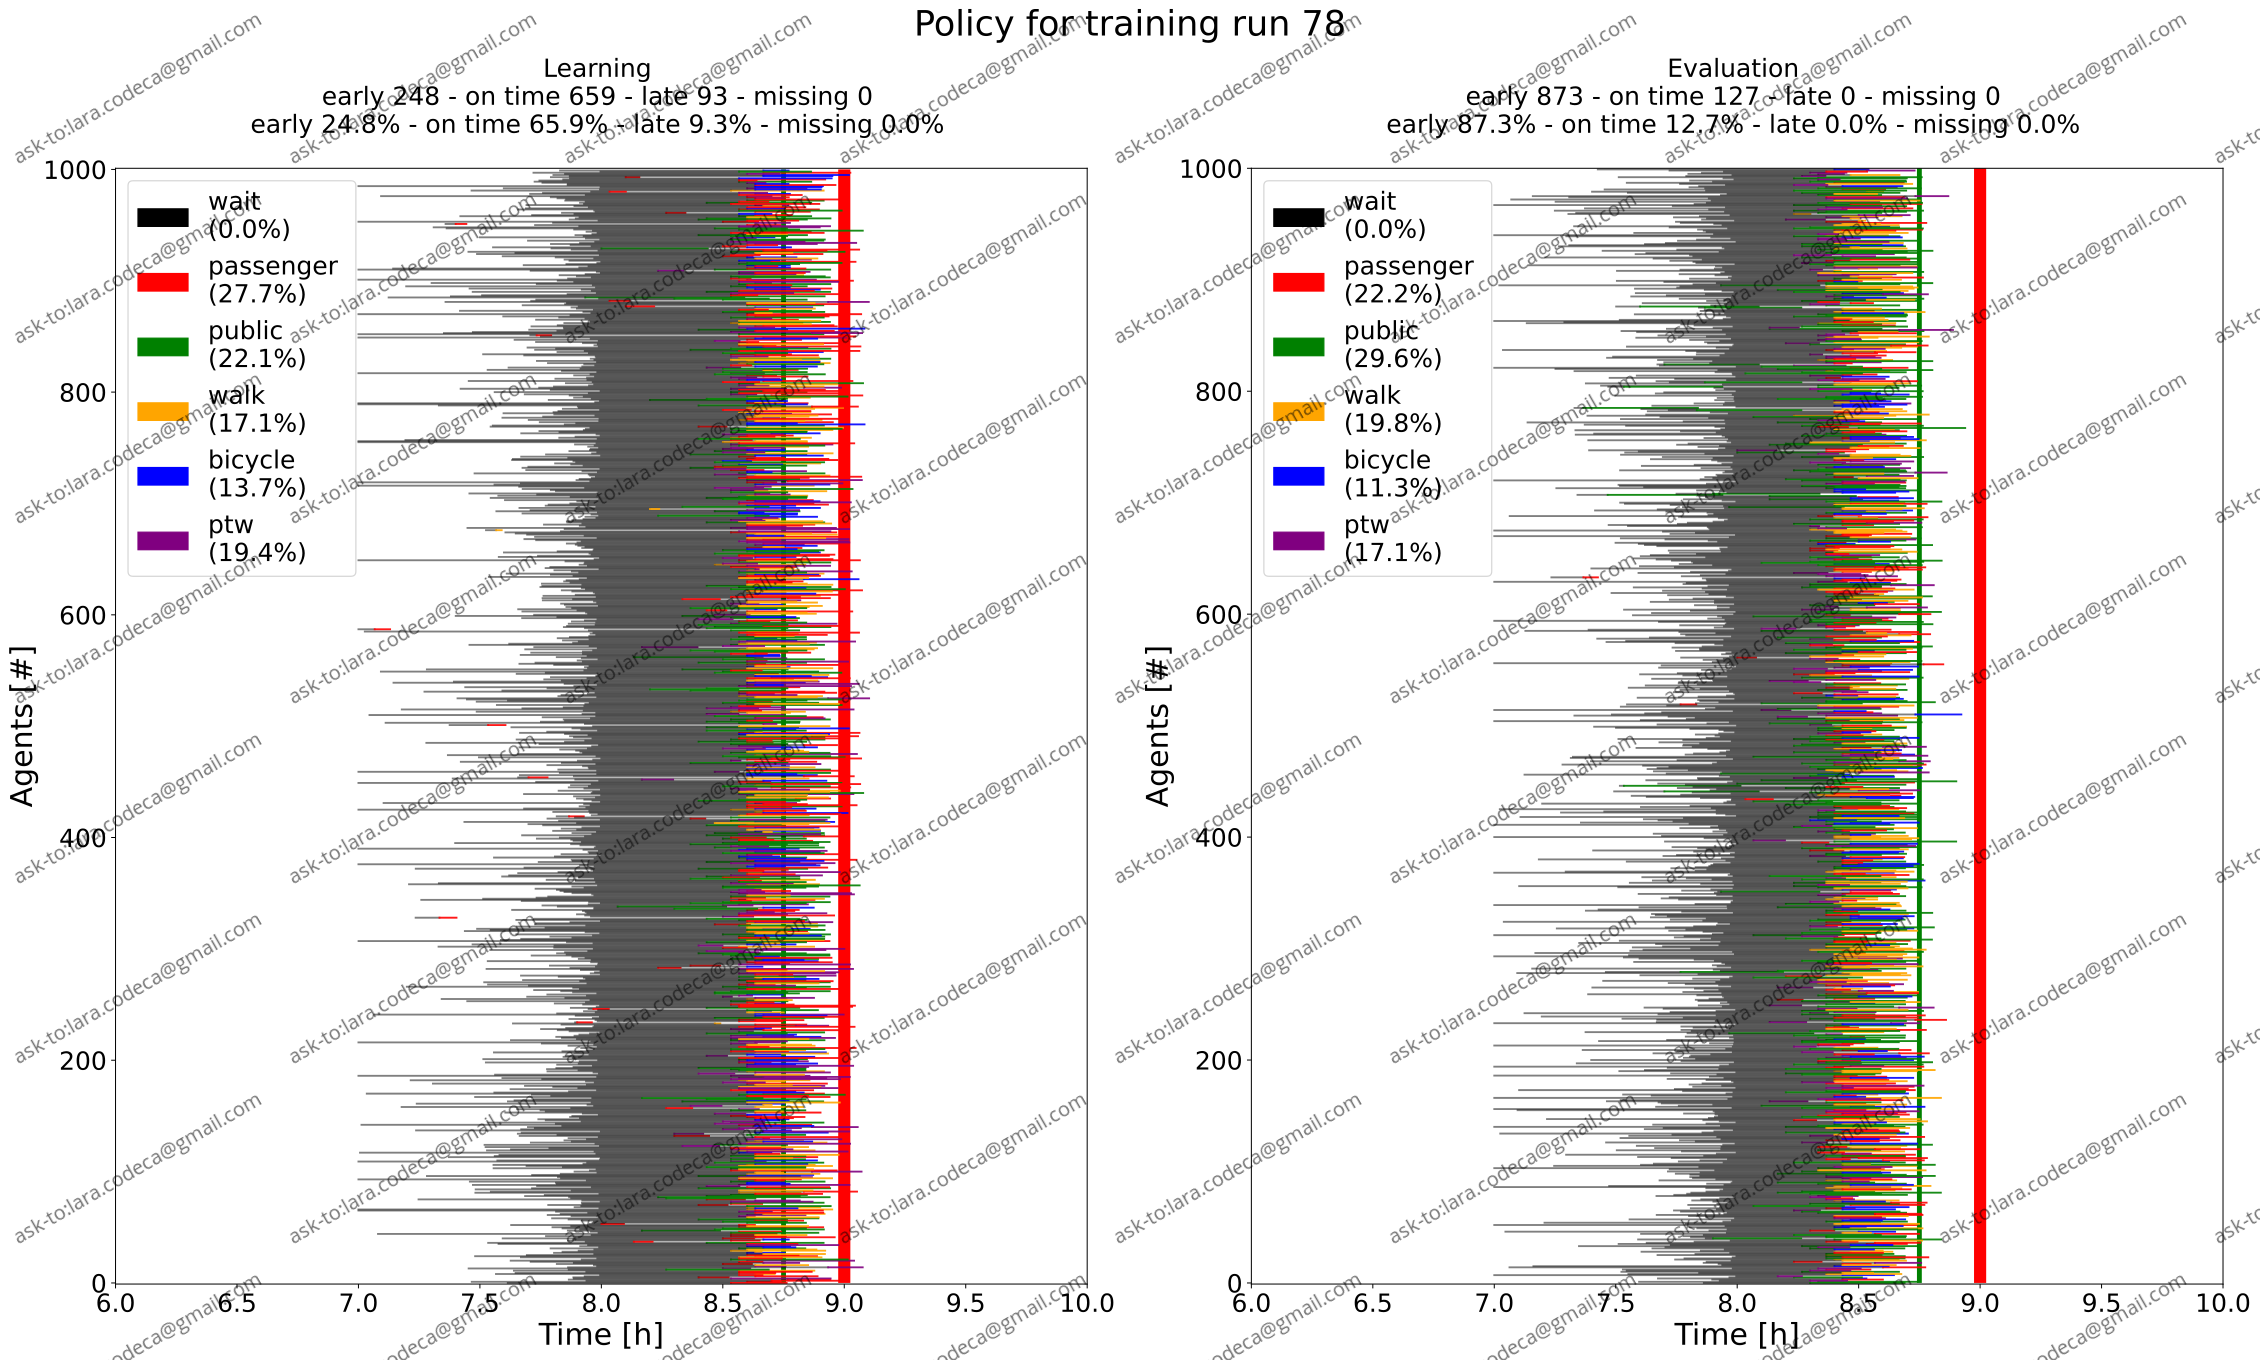 Policy for training run 78
Learning
early 248 - on time 659 - late 93 - missing 0
early 24.8% - on time 65.9% - late 9.3% - missing 0.0%
1000
800
600
400
200
0
Agents [#]
wait
(0.0%)
passenger
(27.7%)
public
(22.1%)
walk
(17.1%)
bicycle
(13.7%)
ptw
(19.4%)
6.0 6.5 7.0 7.5 8.0 8.5 9.0 9.5 10.0
Time [h]
Evaluation
early 873 - on time 127 - late 0 - missing 0
early 87.3% - on time 12.7% - late 0.0% - missing 0.0%
1000
800
600
400
200
0
Agents [#]
wait
(0.0%)
passenger
(22.2%)
public
(29.6%)
walk
(19.8%)
bicycle
(11.3%)
ptw
(17.1%)
6.0 6.5 7.0 7.5 8.0 8.5 9.0 9.5 10.0
Time [h]
ask-to:lara.codeca@gmail.com